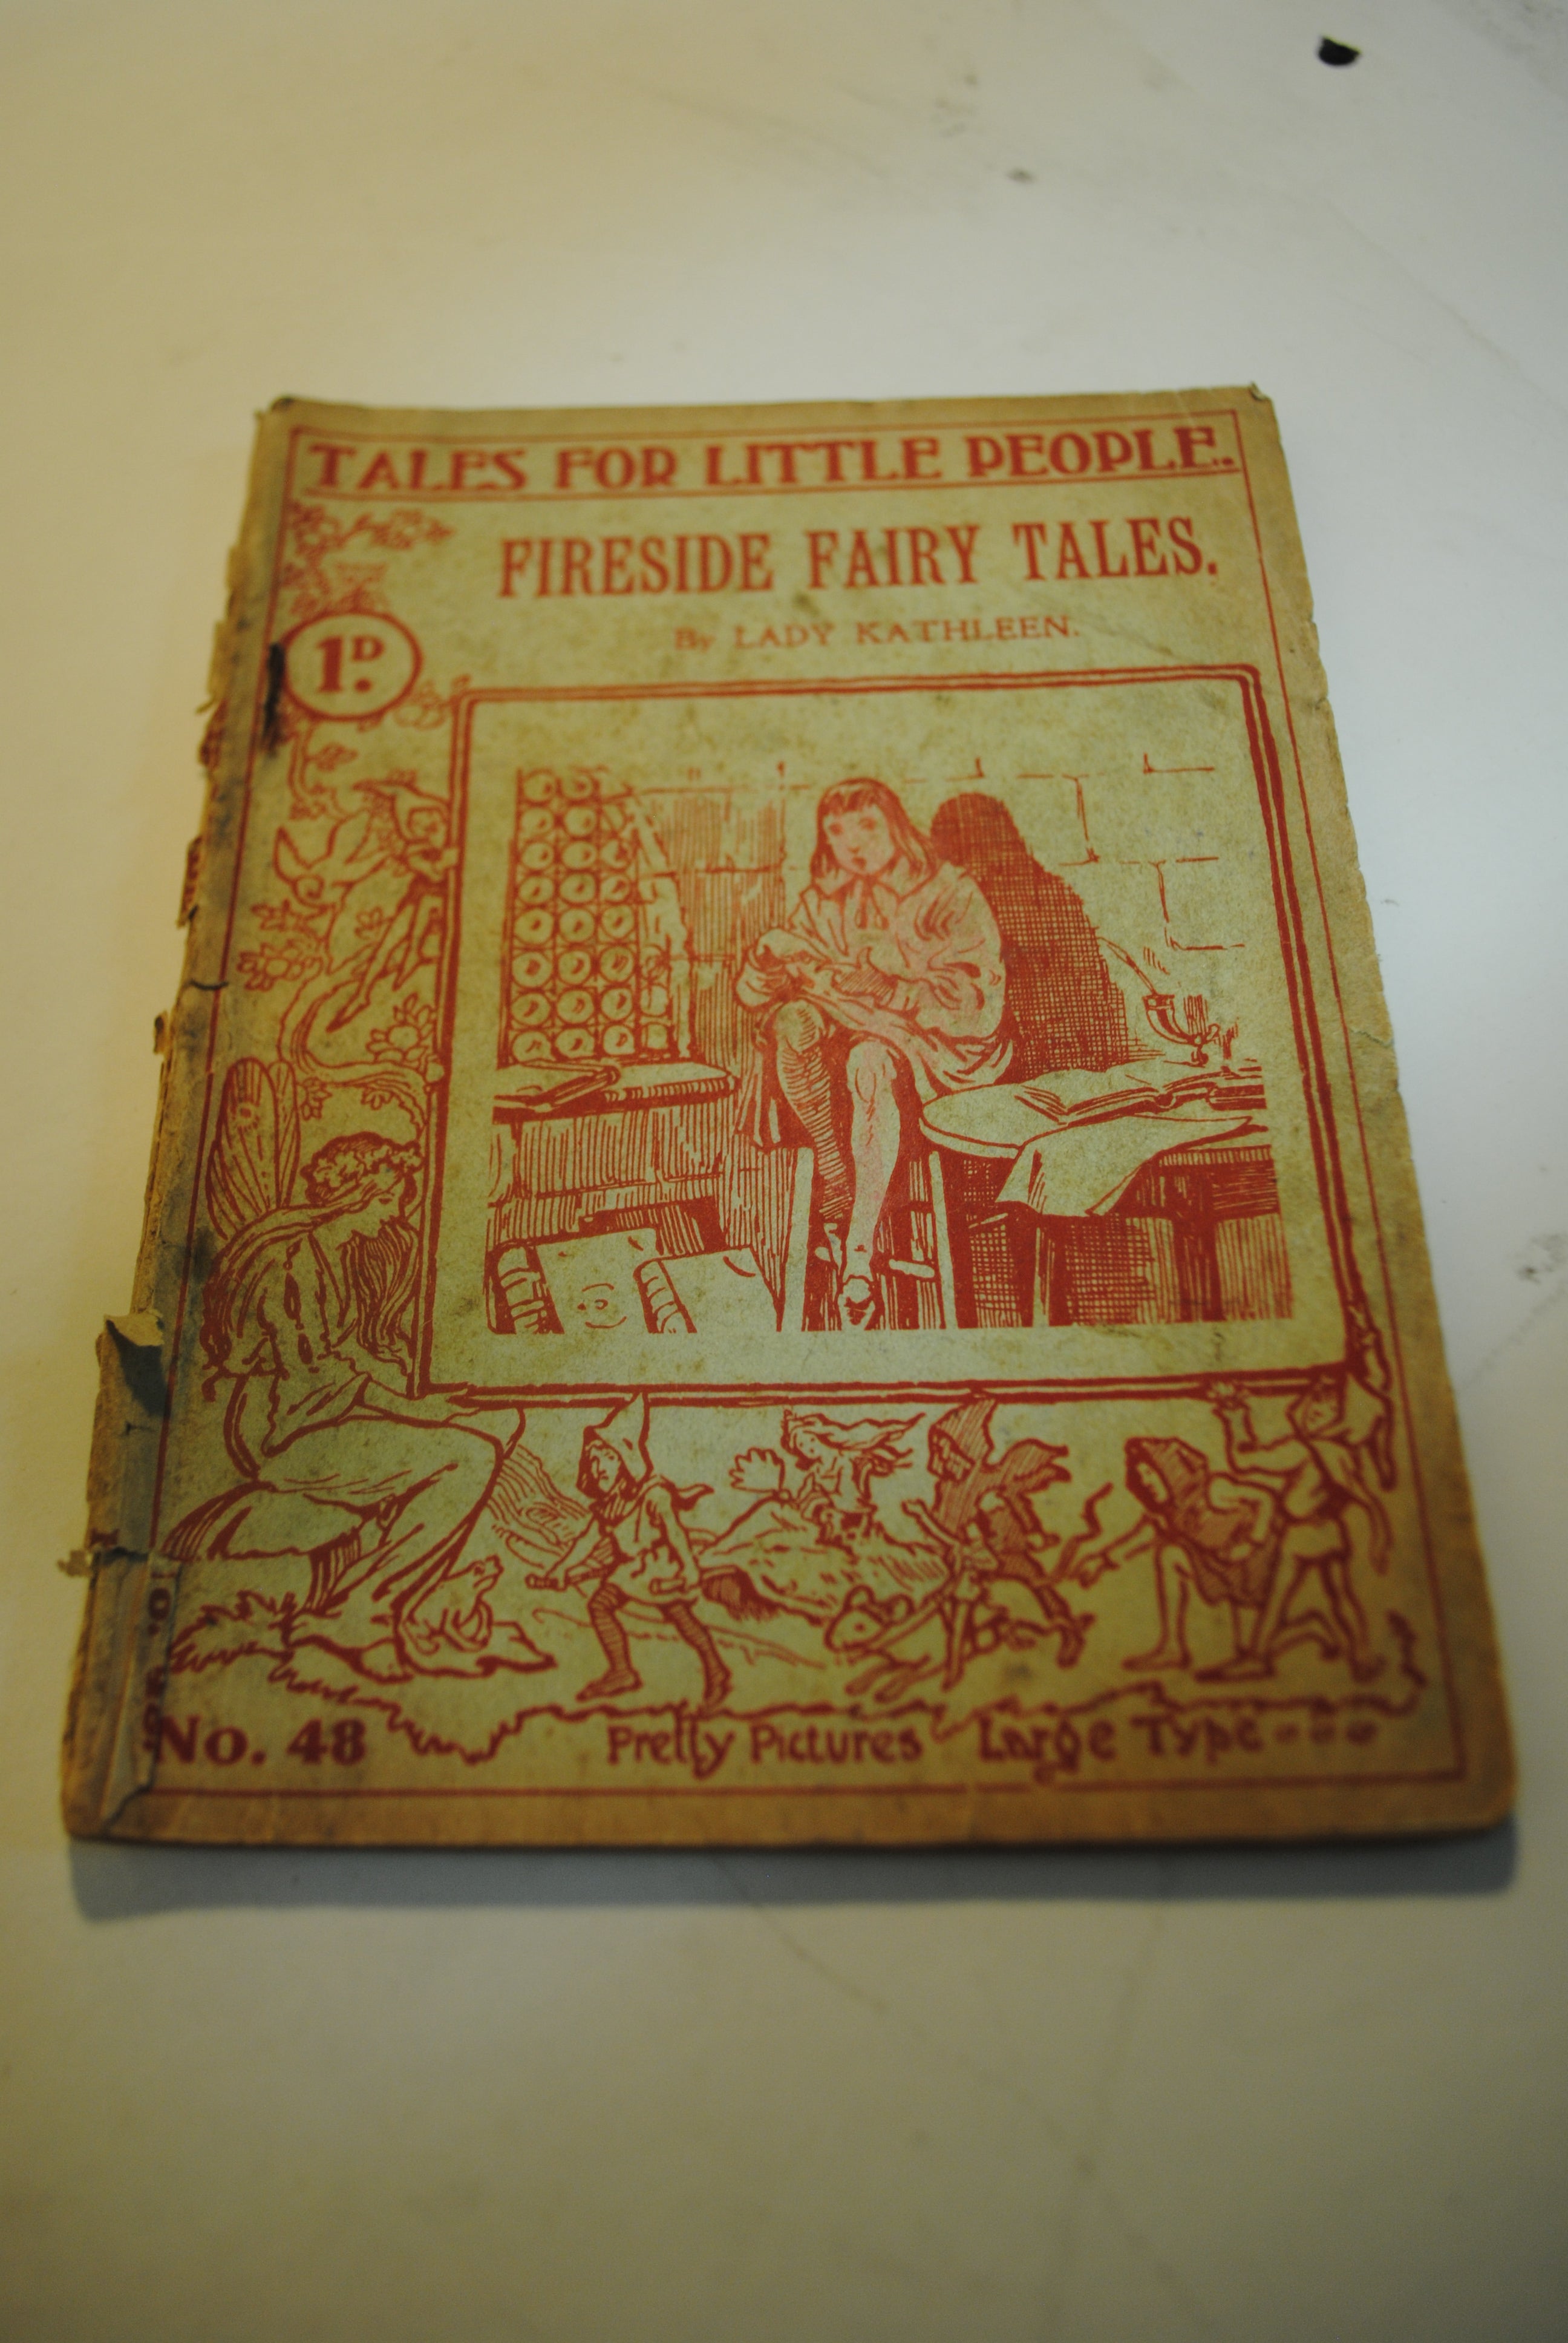 TALES FOR LITTLE PEOPLE.
FIRESIDE FAIRY TALES.
By LADY KATHLEEN.
1D.
No. 48
Pretty Pictures Large Type